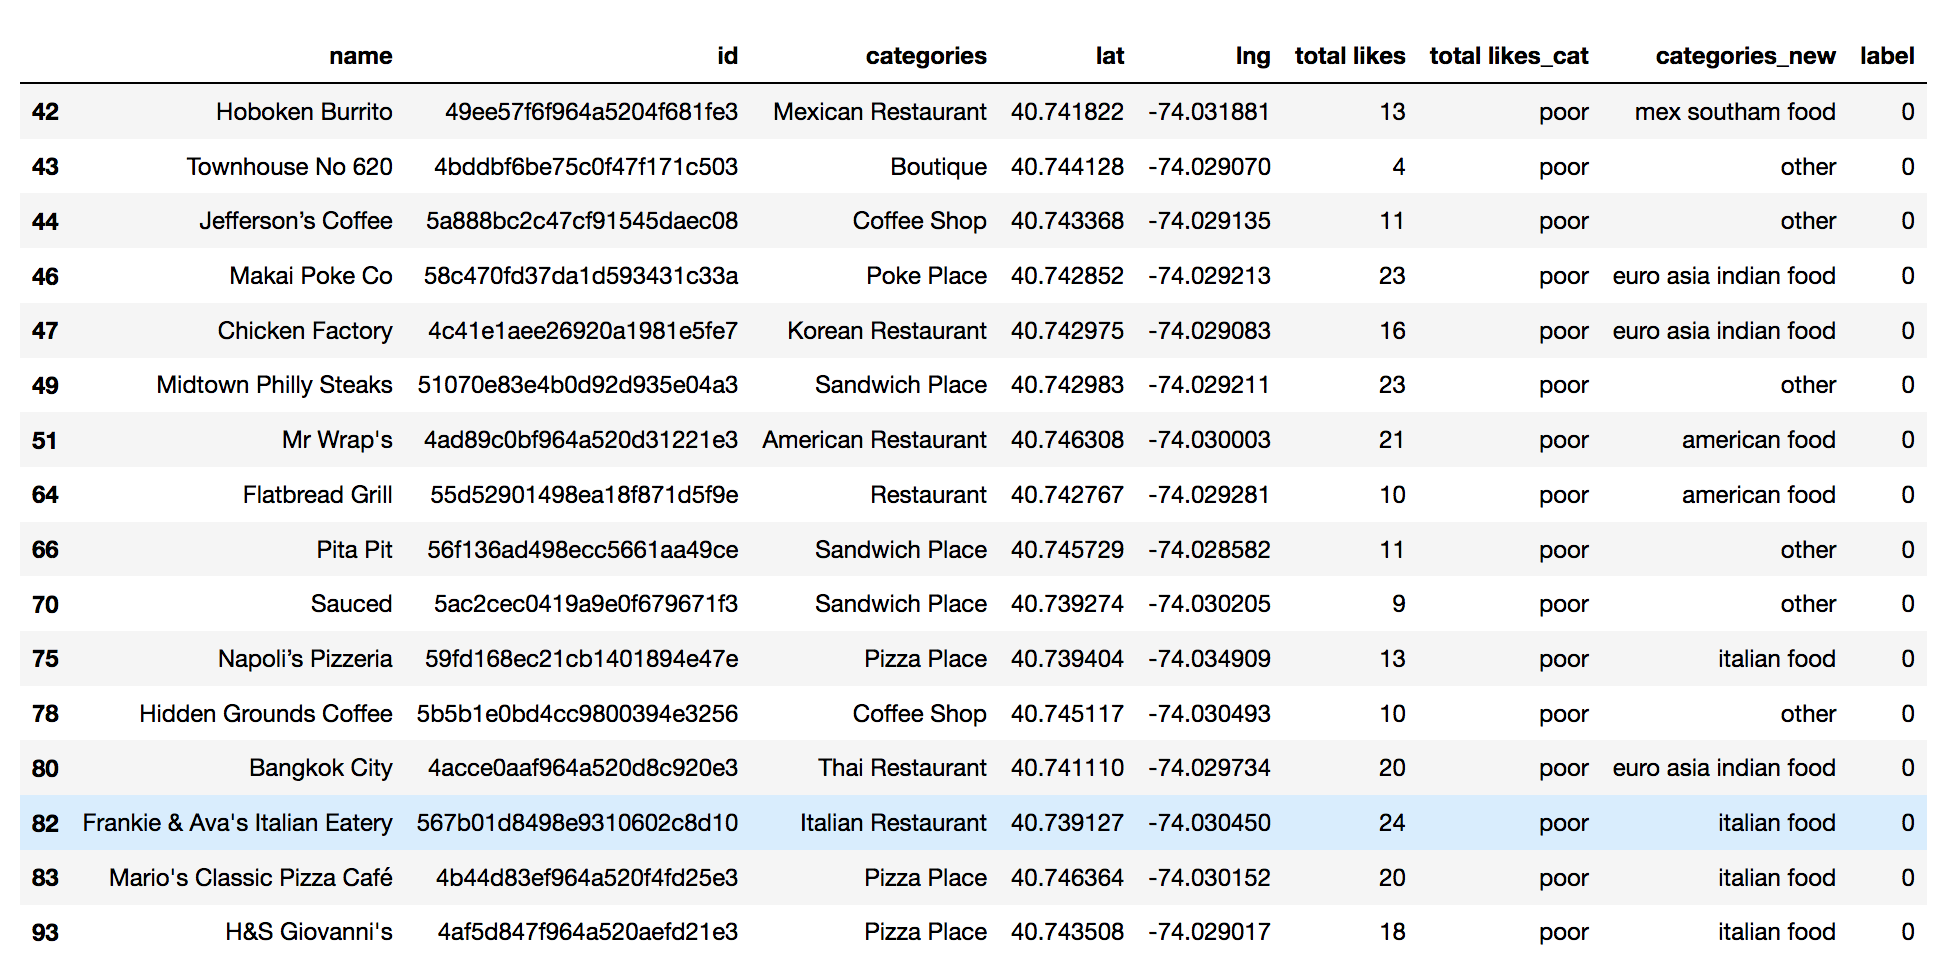 name id categories lat lng total likes total likes_cat categories_new label
42 Hoboken Burrito 49ee57f6f964a5204f681fe3 Mexican Restaurant 40.741822 -74.031881 13 poor mex southam food 0
43 Townhouse No 620 4bddbf6be75c0f47f171c503 Boutique 40.744128 -74.029070 4 poor other 0
44 Jefferson’s Coffee 5a888bc2c47cf91545daec08 Coffee Shop 40.743368 -74.029135 11 poor other 0
46 Makai Poke Co 58c470fd37da1d593431c33a Poke Place 40.742852 -74.029213 23 poor euro asia indian food 0
47 Chicken Factory 4c41e1aee26920a1981e5fe7 Korean Restaurant 40.742975 -74.029083 16 poor euro asia indian food 0
49 Midtown Philly Steaks 51070e83e4b0d92d935e04a3 Sandwich Place 40.742983 -74.029211 23 poor other 0
51 Mr Wrap's 4ad89c0bf964a520d31221e3 American Restaurant 40.746308 -74.030003 21 poor american food 0
64 Flatbread Grill 55d52901498ea18f871d5f9e Restaurant 40.742767 -74.029281 10 poor american food 0
66 Pita Pit 56f136ad498ecc5661aa49ce Sandwich Place 40.745729 -74.028582 11 poor other 0
70 Sauced 5ac2cec0419a9e0f679671f3 Sandwich Place 40.739274 -74.030205 9 poor other 0
75 Napoli’s Pizzeria 59fd168ec21cb1401894e47e Pizza Place 40.739404 -74.034909 13 poor italian food 0
78 Hidden Grounds Coffee 5b5b1e0bd4cc9800394e3256 Coffee Shop 40.745117 -74.030493 10 poor other 0
80 Bangkok City 4acce0aaf964a520d8c920e3 Thai Restaurant 40.741110 -74.029734 20 poor euro asia indian food 0
82 Frankie & Ava's Italian Eatery 567b01d8498e9310602c8d10 Italian Restaurant 40.739127 -74.030450 24 poor italian food 0
83 Mario's Classic Pizza Café 4b44d83ef964a520f4fd25e3 Pizza Place 40.746364 -74.030152 20 poor italian food 0
93 H&S Giovanni's 4af5d847f964a520aefd21e3 Pizza Place 40.743508 -74.029017 18 poor italian food 0